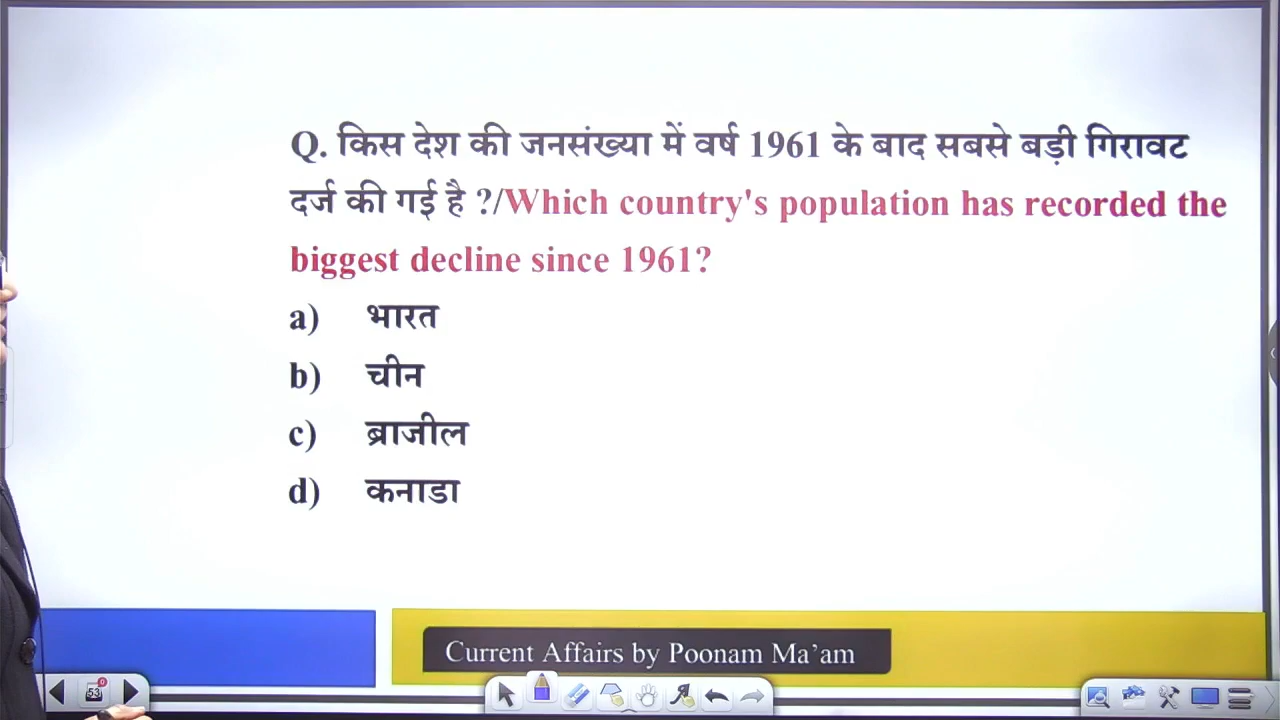 Q. किस देश की जनसंख्या में वर्ष 1961 के बाद सबसे बड़ी गिरावट
दर्ज की गई है ?/Which country's population has recorded the
biggest decline since 1961?
a) भारत
b) चीन
c) ब्राजील
d) कनाडा
Current Affairs by Poonam Ma’am
53
0